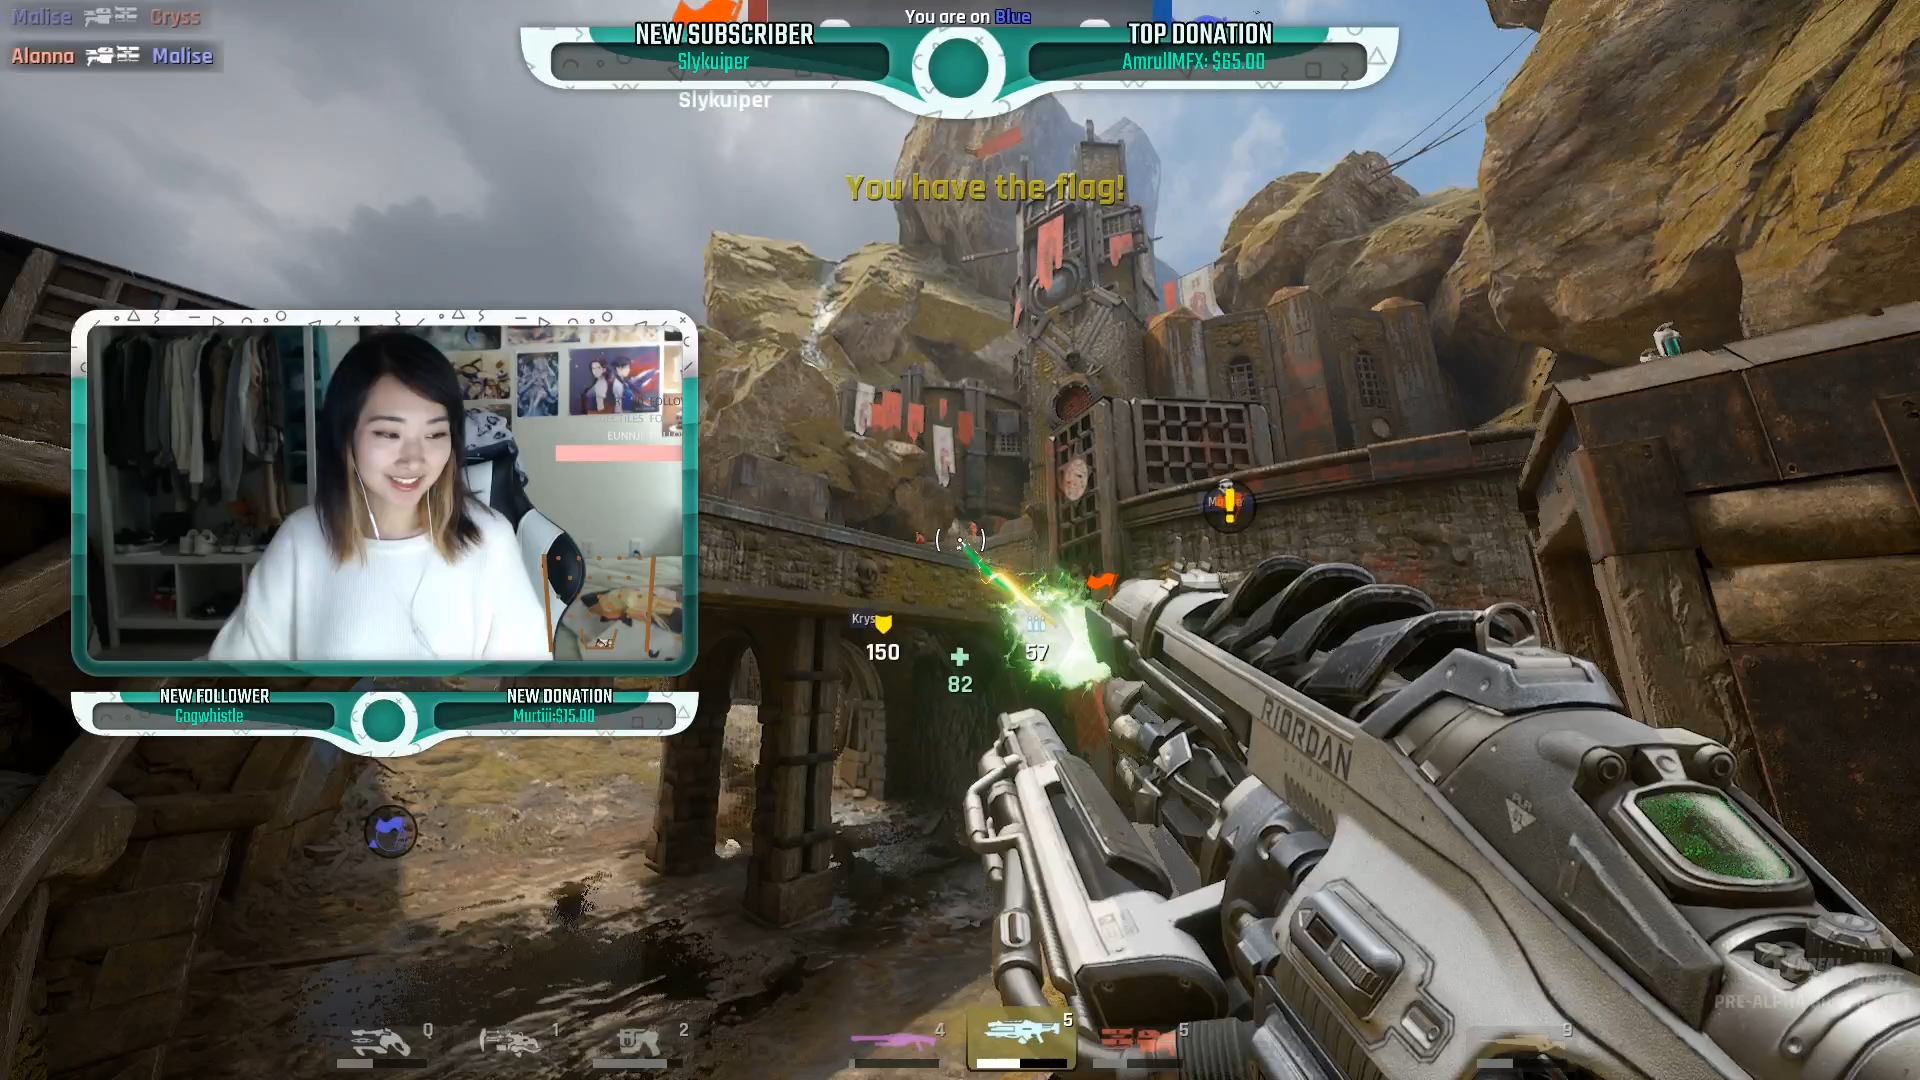 Malise Cryss
Alanna Malise
You are on Blue
NEW SUBSCRIBER
Slykuiper
Slykuiper
TOP DONATION
AmrullMFX: $65.00
You have the flag!
NEW FOLLOWER
Cogwhistle
NEW DONATION
Murtiii:$15.00
Krys
150
82
57
RIORDAN
DYNAMICS
PRE-ALPHA
Q
1
2
4
5
5
9